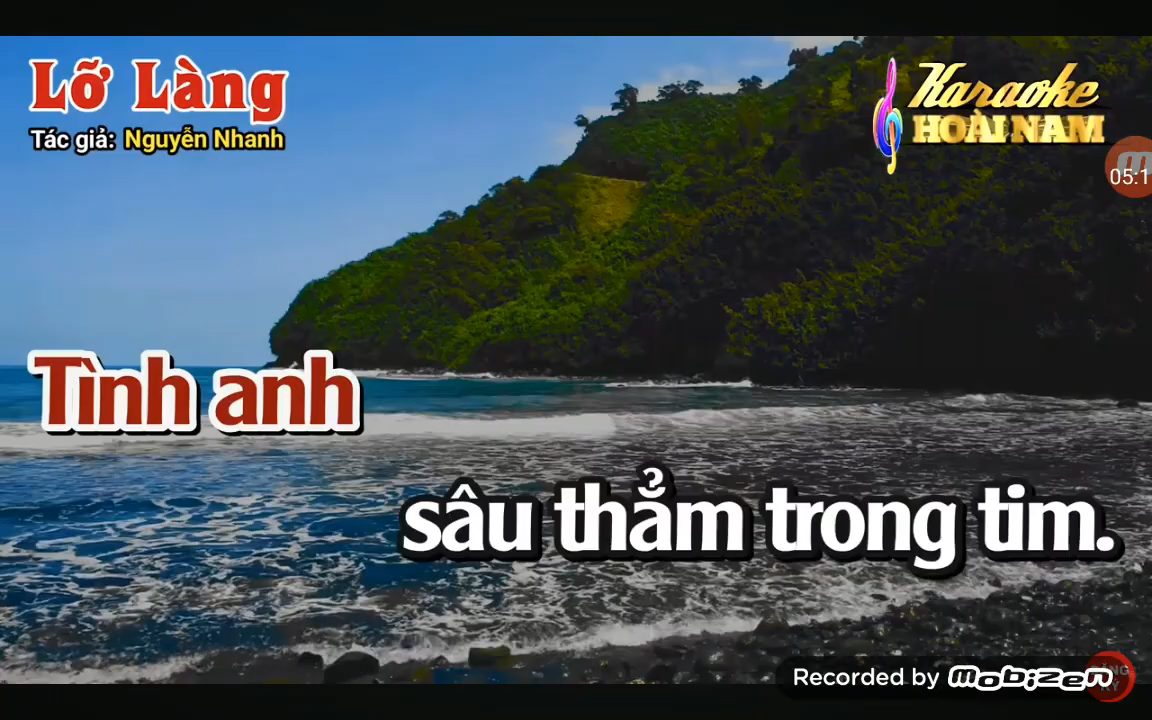 Lỡ Làng
Tác giả: Nguyễn Nhanh
Karaoke
HOÀI NAM
05:1
Tình anh
sâu thẳm trong tim.
Recorded by mobizen